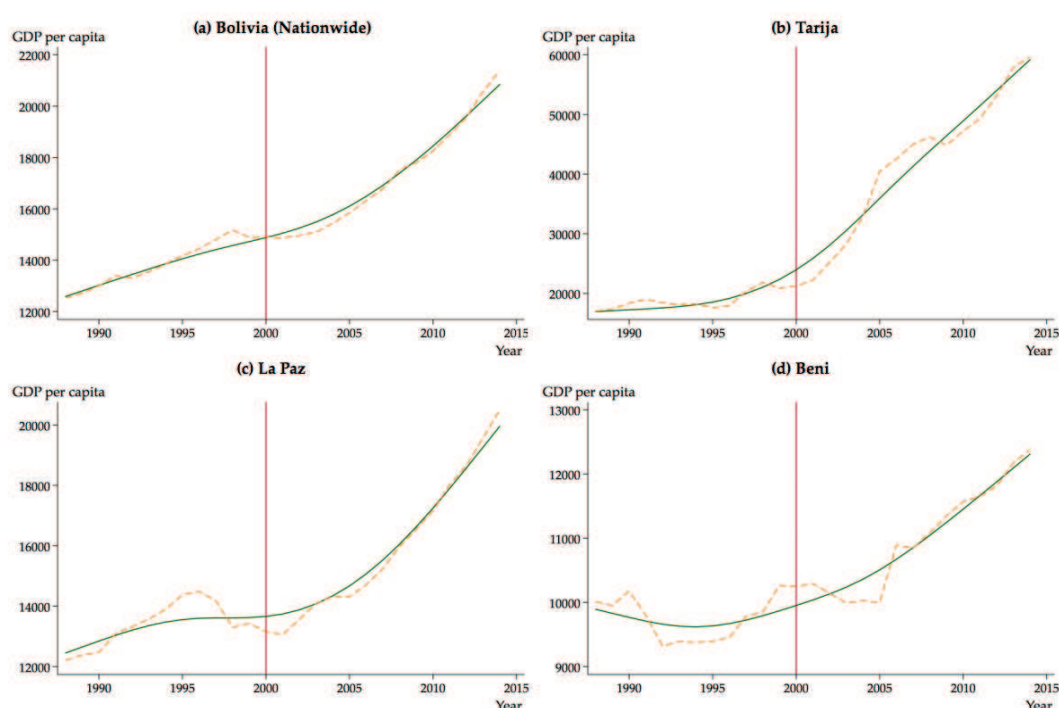 (a) Bolivia (Nationwide)
GDP per capita
22000
20000
18000
16000
14000
12000
1990 1995 2000 2005 2010 2015
Year
(b) Tarija
GDP per capita
60000
50000
40000
30000
20000
1990 1995 2000 2005 2010 2015
Year
(c) La Paz
GDP per capita
20000
18000
16000
14000
12000
1990 1995 2000 2005 2010 2015
Year
(d) Beni
GDP per capita
13000
12000
11000
10000
9000
1990 1995 2000 2005 2010 2015
Year